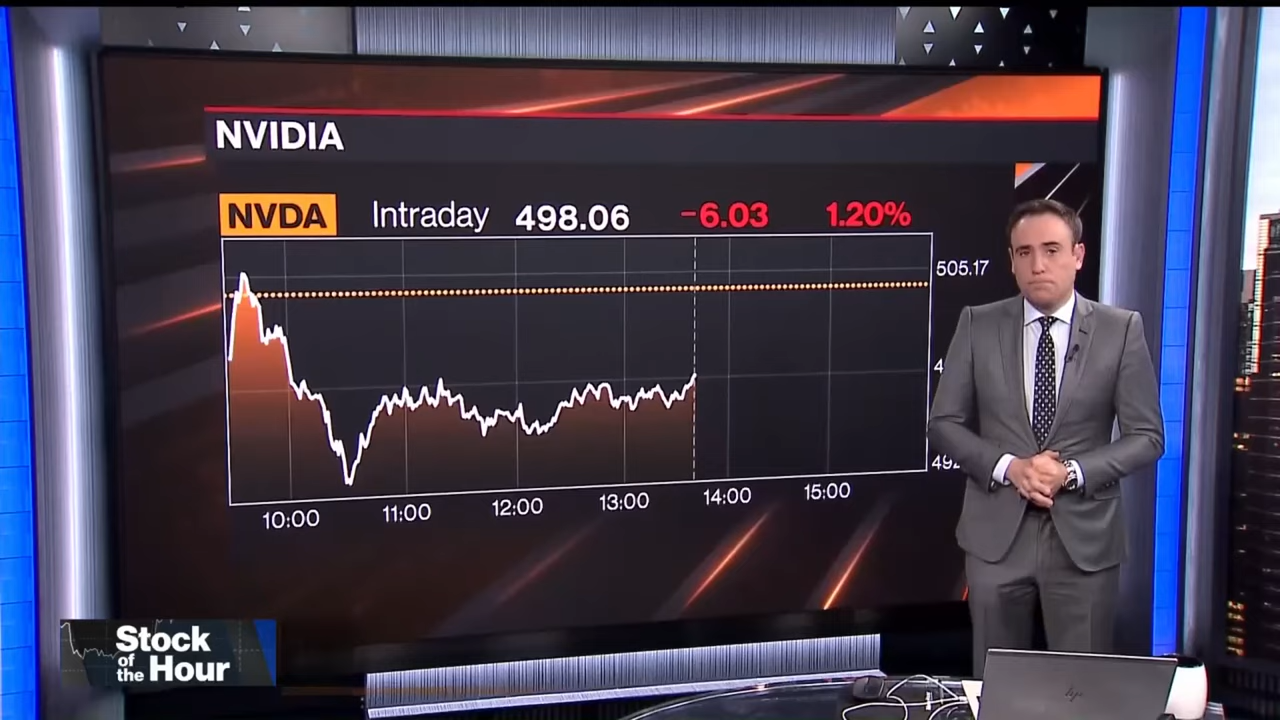 NVIDIA
NVDA Intraday 498.06 -6.03 1.20%
505.17
10:00 11:00 12:00 13:00 14:00 15:00
Stock
of the Hour
hp